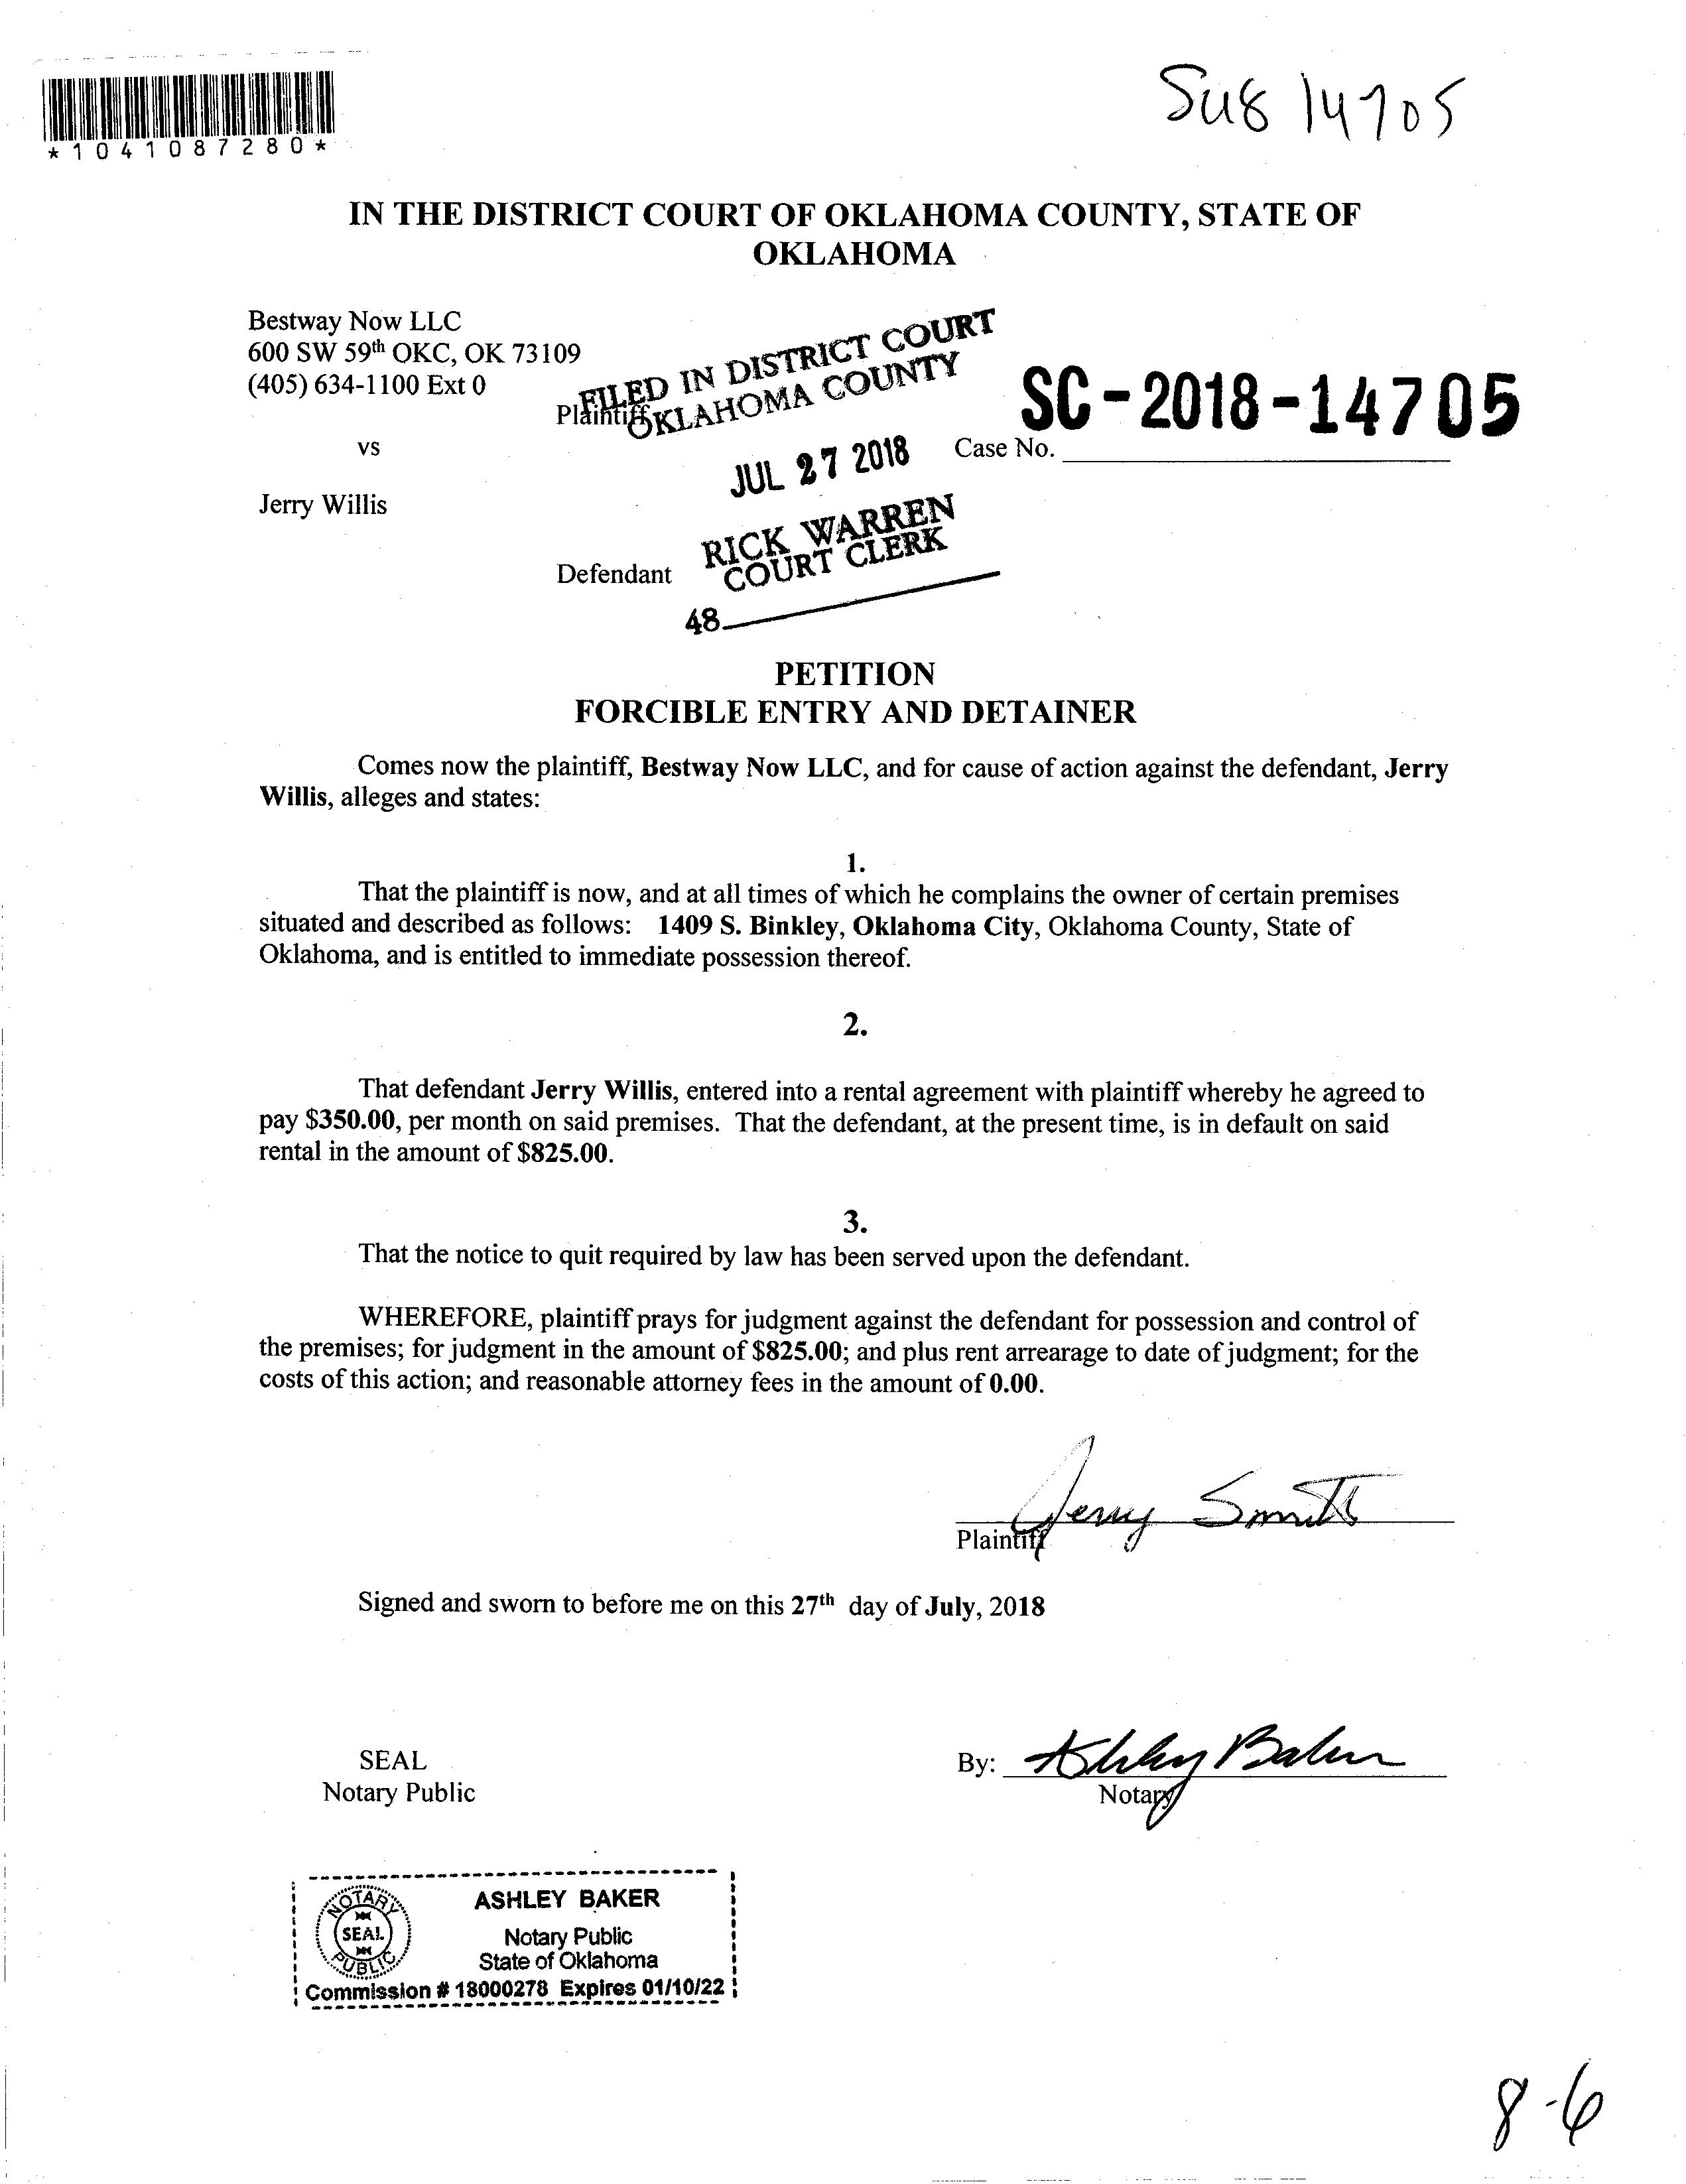 *1041087280*
SU8 14705
IN THE DISTRICT COURT OF OKLAHOMA COUNTY, STATE OF
OKLAHOMA
Bestway Now LLC
600 SW 59th OKC, OK 73109
(405) 634-1100 Ext 0
Plaintiff
FILED IN DISTRICT COURT
OKLAHOMA COUNTY
JUL 27 2018
RICK WARREN
COURT CLERK
48
SC-2018-14705
Case No.
vs
Jerry Willis
Defendant
PETITION
FORCIBLE ENTRY AND DETAINER
Comes now the plaintiff, Bestway Now LLC, and for cause of action against the defendant, Jerry
Willis, alleges and states:
1.
That the plaintiff is now, and at all times of which he complains the owner of certain premises
situated and described as follows: 1409 S. Binkley, Oklahoma City, Oklahoma County, State of
Oklahoma, and is entitled to immediate possession thereof.
2.
That defendant Jerry Willis, entered into a rental agreement with plaintiff whereby he agreed to
pay $350.00, per month on said premises. That the defendant, at the present time, is in default on said
rental in the amount of $825.00.
3.
That the notice to quit required by law has been served upon the defendant.
WHEREFORE, plaintiff prays for judgment against the defendant for possession and control of
the premises; for judgment in the amount of $825.00; and plus rent arrearage to date of judgment; for the
costs of this action; and reasonable attorney fees in the amount of 0.00.
Jerry Smith
Plaintiff
Signed and sworn to before me on this 27th day of July, 2018
SEAL
Notary Public
By: Ashley Baker
Notary
NOTARY
SEAL
PUBLIC
ASHLEY BAKER
Notary Public
State of Oklahoma
Commission # 18000278 Expires 01/10/22
8-6